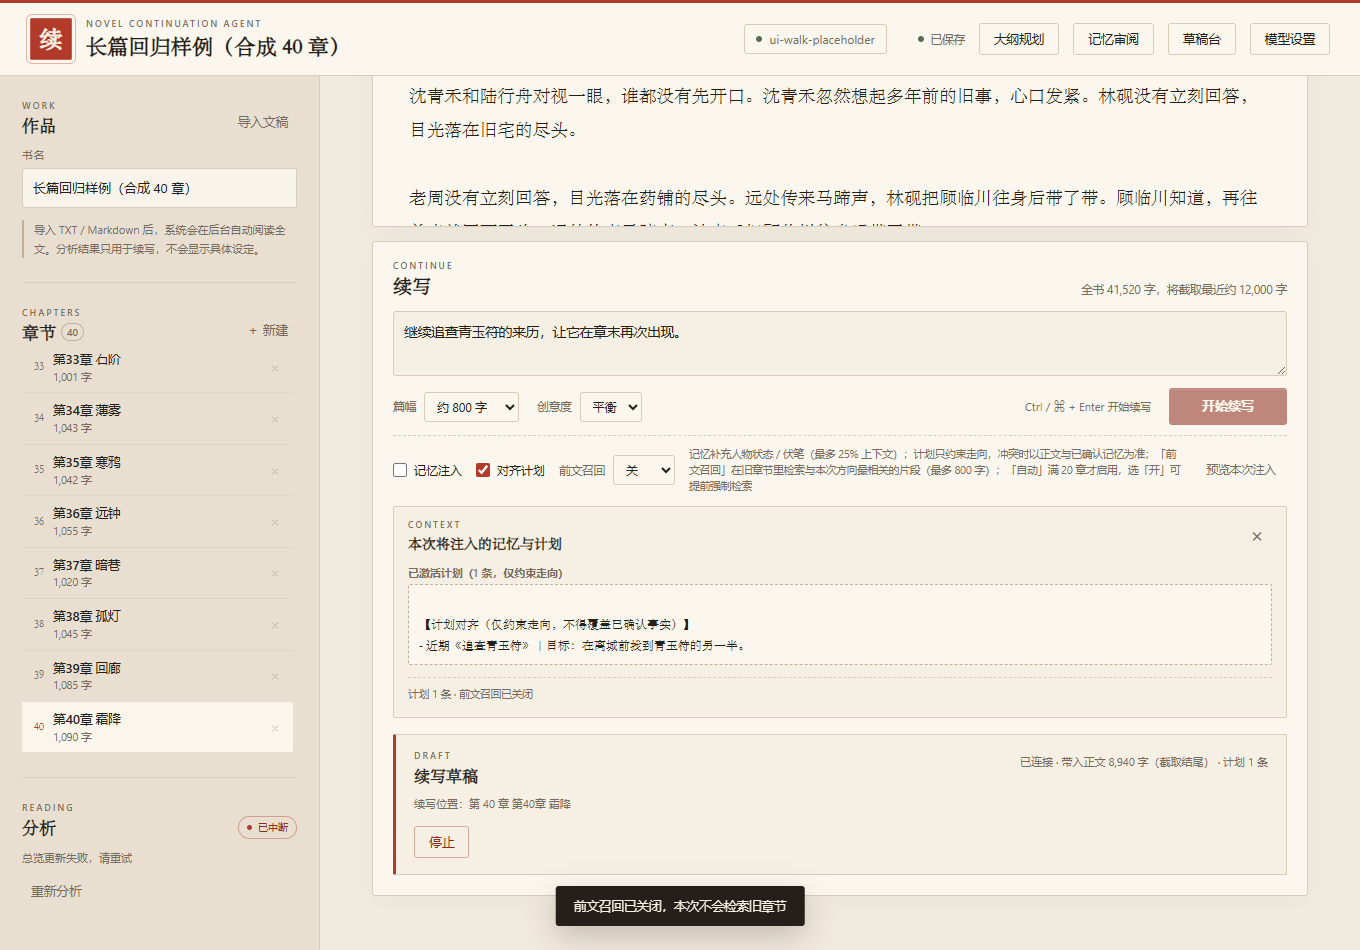 续
NOVEL CONTINUATION AGENT
长篇回归样例（合成 40 章）
ui-walk-placeholder
已保存
大纲规划
记忆审阅
草稿台
模型设置
WORK
作品
导入文稿
书名
长篇回归样例（合成 40 章）
导入 TXT / Markdown 后，系统会在后台自动阅读全
文。分析结果只用于续写，不会显示具体设定。
CHAPTERS
章节 40
+ 新建
33 第33章 石阶
1,001 字
34 第34章 薄雾
1,043 字
35 第35章 寒鸦
1,042 字
36 第36章 远钟
1,055 字
37 第37章 暗巷
1,020 字
38 第38章 孤灯
1,045 字
39 第39章 回廊
1,085 字
40 第40章 霜降
1,090 字
READING
分析
已中断
总览更新失败，请重试
重新分析
沈青禾和陆行舟对视一眼，谁都没有先开口。沈青禾忽然想起多年前的旧事，心口发紧。林砚没有立刻回答，
目光落在旧宅的尽头。
老周没有立刻回答，目光落在药铺的尽头。远处传来马蹄声，林砚把顾临川往身后带了带。顾临川知道，再往
CONTINUE
续写
全书 41,520 字，将截取最近约 12,000 字
继续追查青玉符的来历，让它在章末再次出现。
篇幅 约 800 字 创意度 平衡
Ctrl / ⌘ + Enter 开始续写
开始续写
记忆注入 对齐计划 前文召回 关
记忆补充人物状态 / 伏笔（最多 25% 上下文）；计划只约束走向，冲突时以正文与已确认记忆为准；「前
文召回」在旧章节里检索与本次方向最相关的片段（最多 800 字）；「自动」满 20 章才启用，选「开」可
提前强制检索
预览本次注入
CONTEXT
本次将注入的记忆与计划
已激活计划（1 条，仅约束走向）
【计划对齐（仅约束走向，不得覆盖已确认事实）】
- 近期《追查青玉符》｜目标：在离城前找到青玉符的另一半。
计划 1 条 · 前文召回已关闭
DRAFT
续写草稿
已连接 · 带入正文 8,940 字（截取结尾） · 计划 1 条
续写位置：第 40 章 第40章 霜降
停止
前文召回已关闭，本次不会检索旧章节